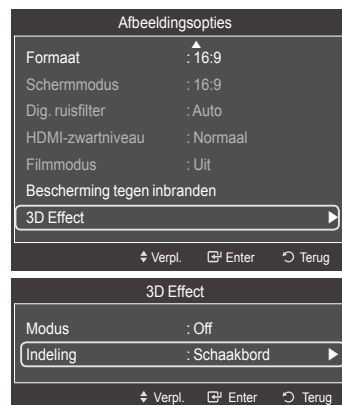 Afbeeldingsopties
Formaat : 16:9
Schermmodus : 16:9
Dig. ruisfilter : Auto
HDMI-zwartniveau : Normaal
Filmmodus : Uit
Bescherming tegen inbranden
3D Effect
Verpl. Enter Terug
3D Effect
Modus : Off
Indeling : Schaakbord
Verpl. Enter Terug